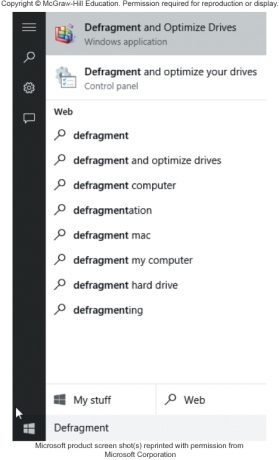 Copyright © McGraw-Hill Education. Permission required for reproduction or display.
Defragment and Optimize Drives
Windows application
Defragment and optimize your drives
Control panel
Web
defragment
defragment and optimize drives
defragment computer
defragmentation
defragment mac
defragment my computer
defragment hard drive
defragmenting
My stuff
Web
Defragment
Microsoft product screen shot(s) reprinted with permission from
Microsoft Corporation